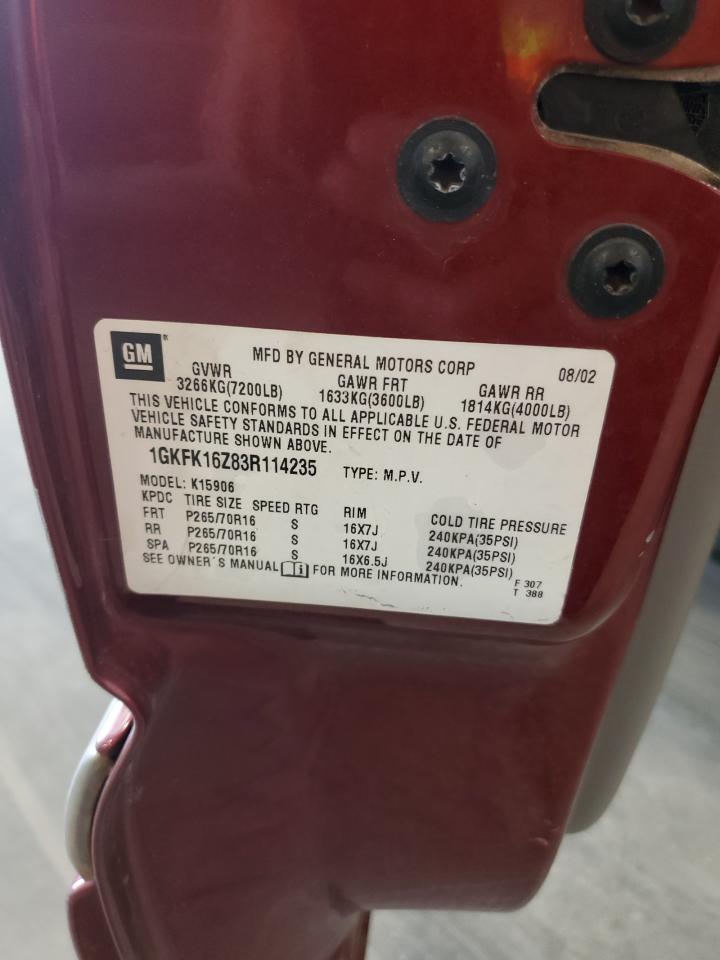 GM
MFD BY GENERAL MOTORS CORP 08/02
GVWR GAWR FRT GAWR RR
3266KG(7200LB) 1633KG(3600LB) 1814KG(4000LB)
THIS VEHICLE CONFORMS TO ALL APPLICABLE U.S. FEDERAL MOTOR
VEHICLE SAFETY STANDARDS IN EFFECT ON THE DATE OF
MANUFACTURE SHOWN ABOVE.
1GKFK16Z83R114235 TYPE: M.P.V.
MODEL: K15906
KPDC TIRE SIZE SPEED RTG RIM COLD TIRE PRESSURE
FRT P265/70R16 S 16X7J 240KPA(35PSI)
RR P265/70R16 S 16X7J 240KPA(35PSI)
SPA P265/70R16 S 16X6.5J 240KPA(35PSI)
SEE OWNER'S MANUAL i FOR MORE INFORMATION.
F 307
T 388